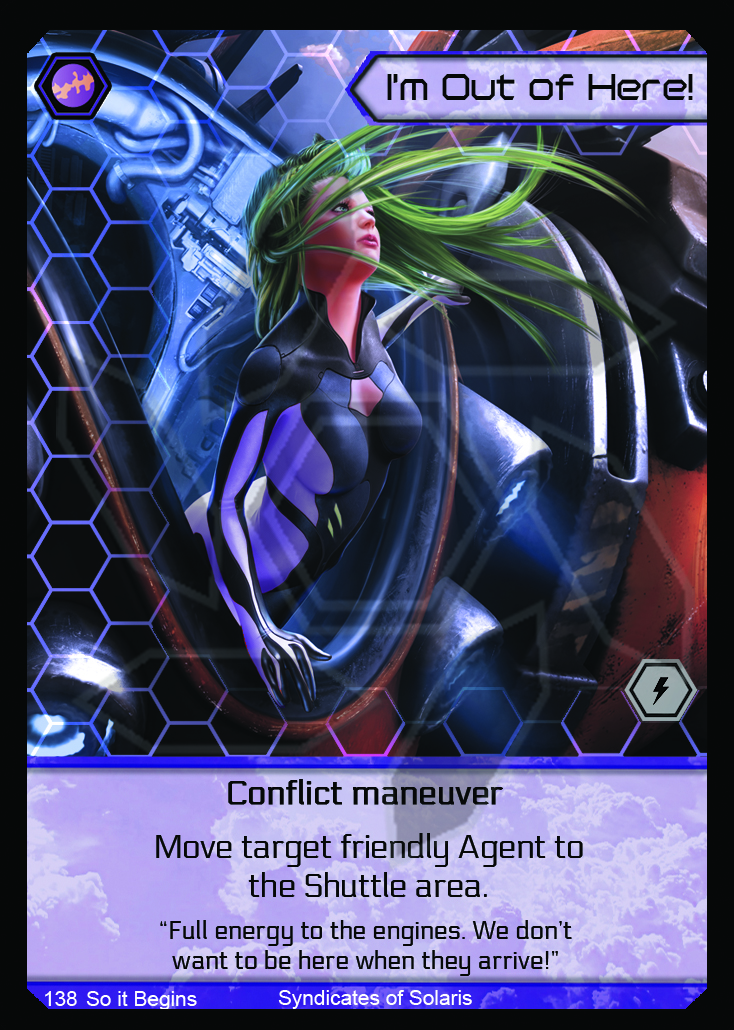 I'm Out of Here!
Conflict maneuver
Move target friendly Agent to
the Shuttle area.
“Full energy to the engines. We don't
want to be here when they arrive!”
138 So it Begins Syndicates of Solaris